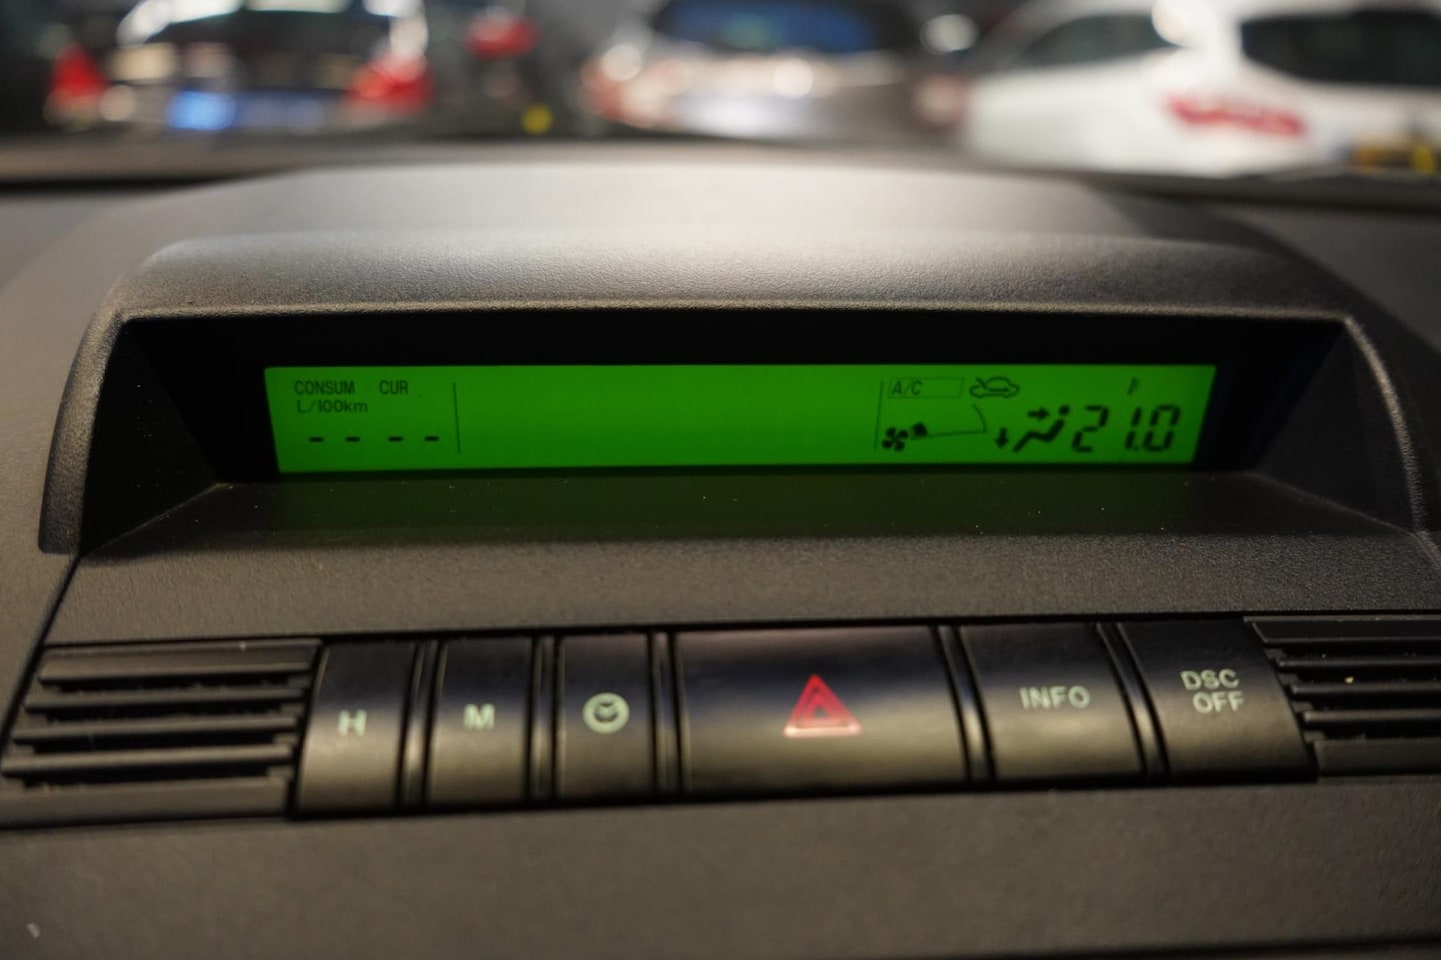 CONSUM CUR
L/100km
- - - -
A/C
21.0
H
M
INFO
DSC
OFF